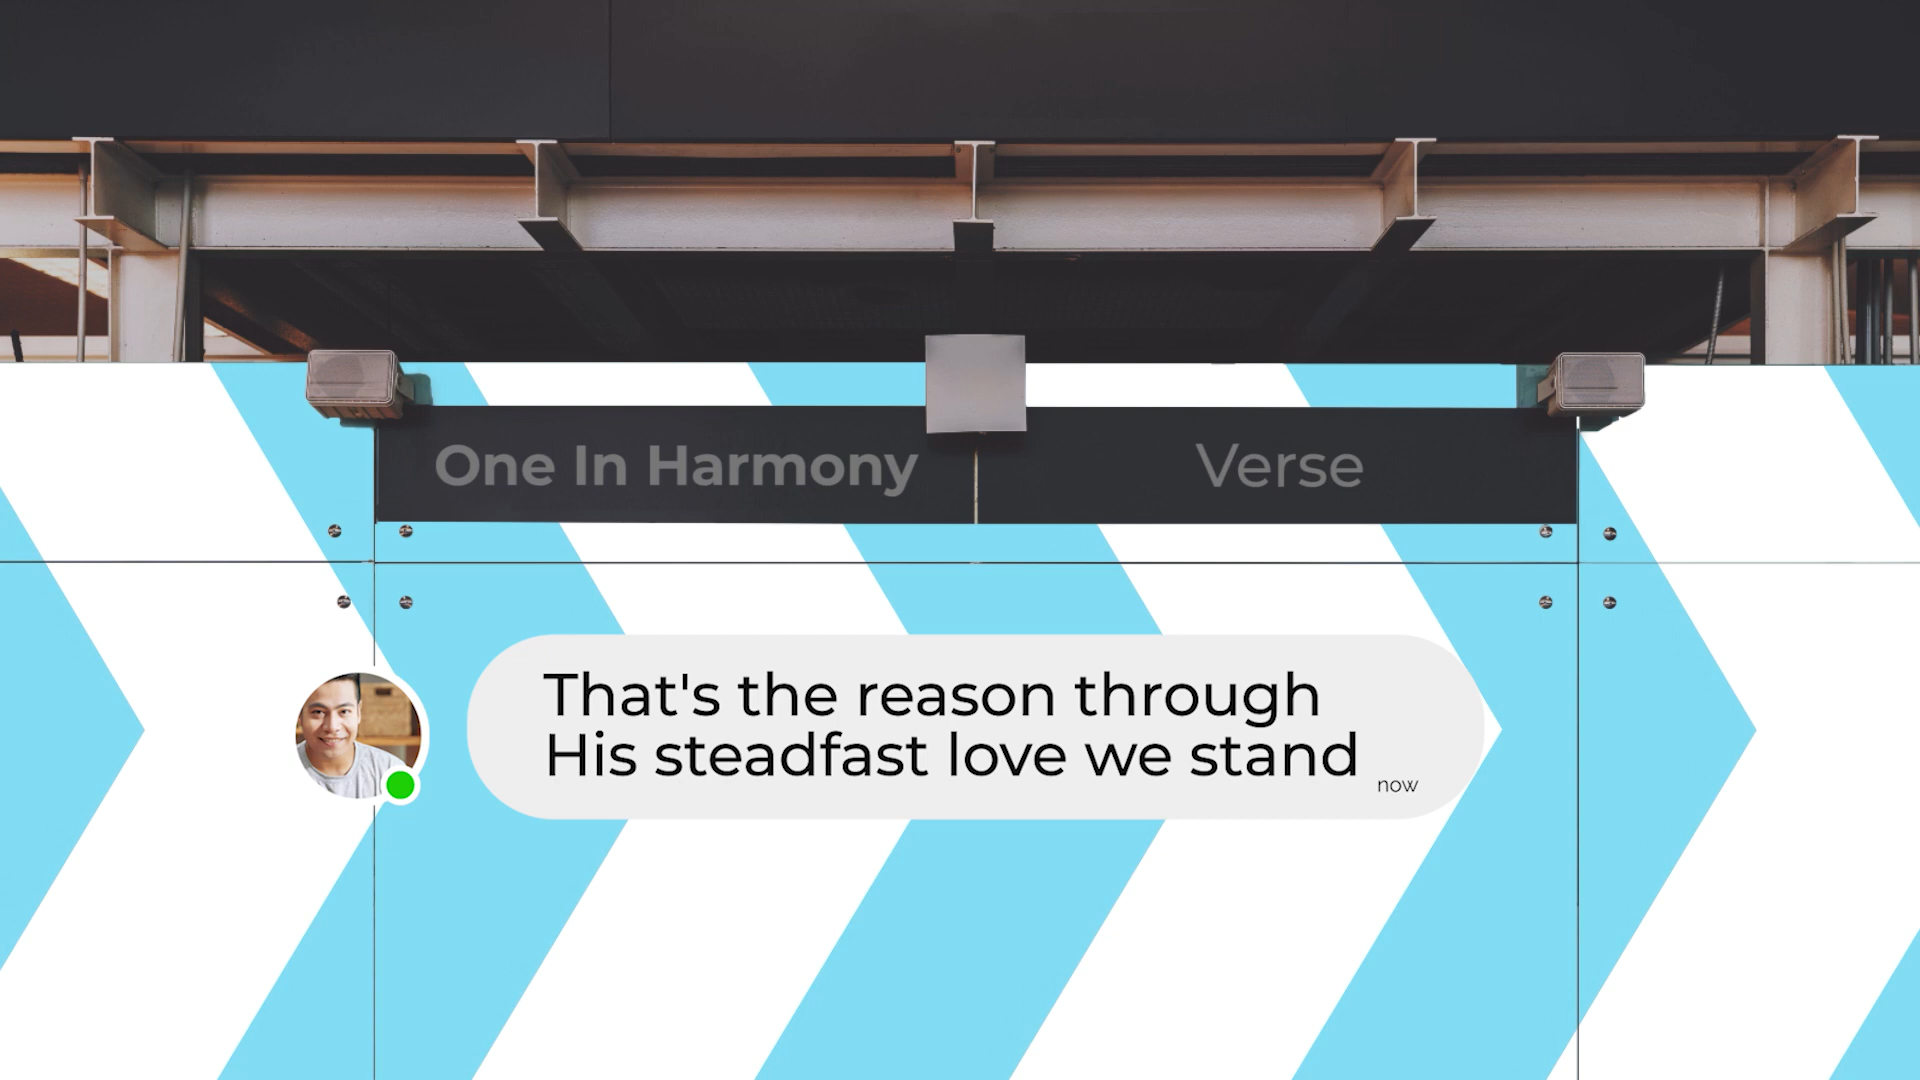 One In Harmony
Verse
That's the reason through
His steadfast love we stand
now